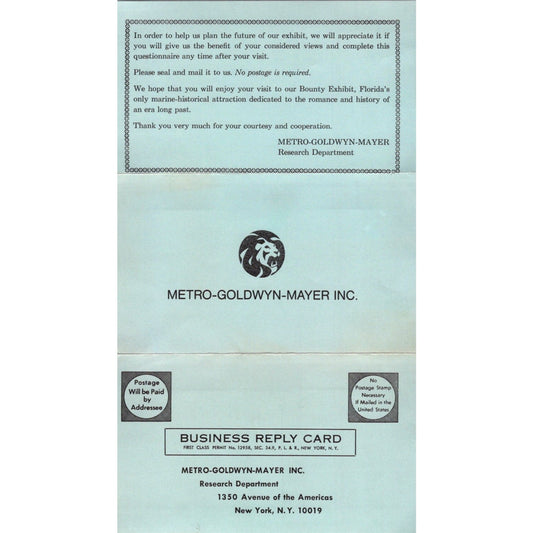 In order to help us plan the future of our exhibit, we will appreciate it if
you will give us the benefit of your considered views and complete this
questionnaire any time after your visit.
Please seal and mail it to us. No postage is required.
We hope that you will enjoy your visit to our Bounty Exhibit, Florida's
only marine-historical attraction dedicated to the romance and history of
an era long past.
Thank you very much for your courtesy and cooperation.
METRO-GOLDWYN-MAYER
Research Department
METRO-GOLDWYN-MAYER INC.
Postage
Will be Paid
by
Addressee
No
Postage Stamp
Necessary
If Mailed in the
United States
BUSINESS REPLY CARD
FIRST CLASS PERMIT No. 12958, SEC. 34.9, P. L. & R., NEW YORK, N. Y.
METRO-GOLDWYN-MAYER INC.
Research Department
1350 Avenue of the Americas
New York, N. Y. 10019